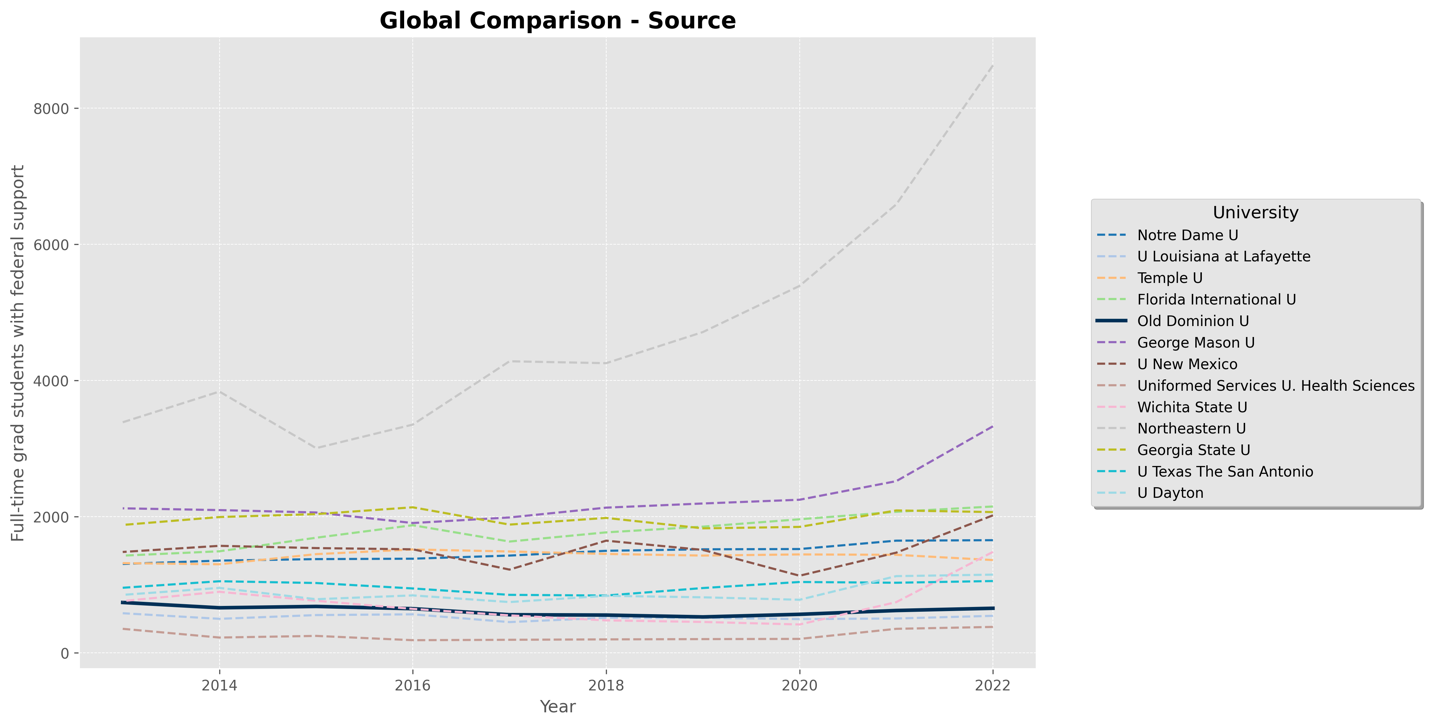 Global Comparison - Source
Full-time grad students with federal support
8000
6000
4000
2000
0
2014
2016
2018
2020
2022
Year
University
Notre Dame U
U Louisiana at Lafayette
Temple U
Florida International U
Old Dominion U
George Mason U
U New Mexico
Uniformed Services U. Health Sciences
Wichita State U
Northeastern U
Georgia State U
U Texas The San Antonio
U Dayton